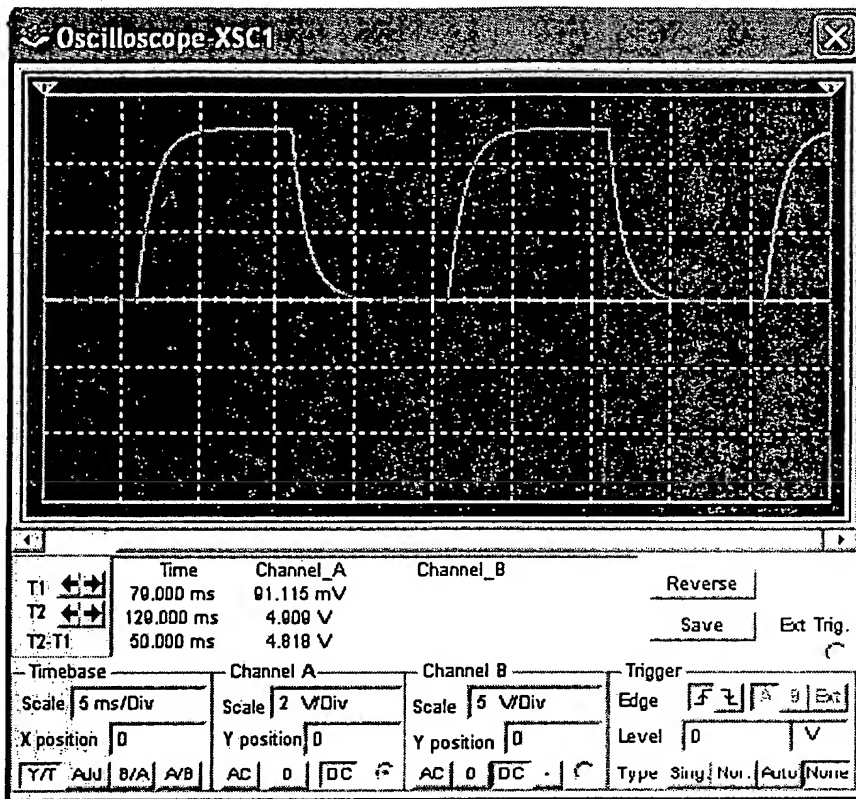 Oscilloscope-XSC1
Time Channel_A Channel_B
T1 79.000 ms 91.115 mV
T2 129.000 ms 4.909 V
T2-T1 50.000 ms 4.818 V
Reverse
Save Ext Trig.
Timebase
Scale 5 ms/Div
X position 0
Y/T Add B/A A/B
Channel A
Scale 2 V/Div
Y position 0
AC 0 DC
Channel B
Scale 5 V/Div
Y position 0
AC 0 DC -
Trigger
Edge A B Ext
Level 0 V
Type Sing. Nor. Auto None